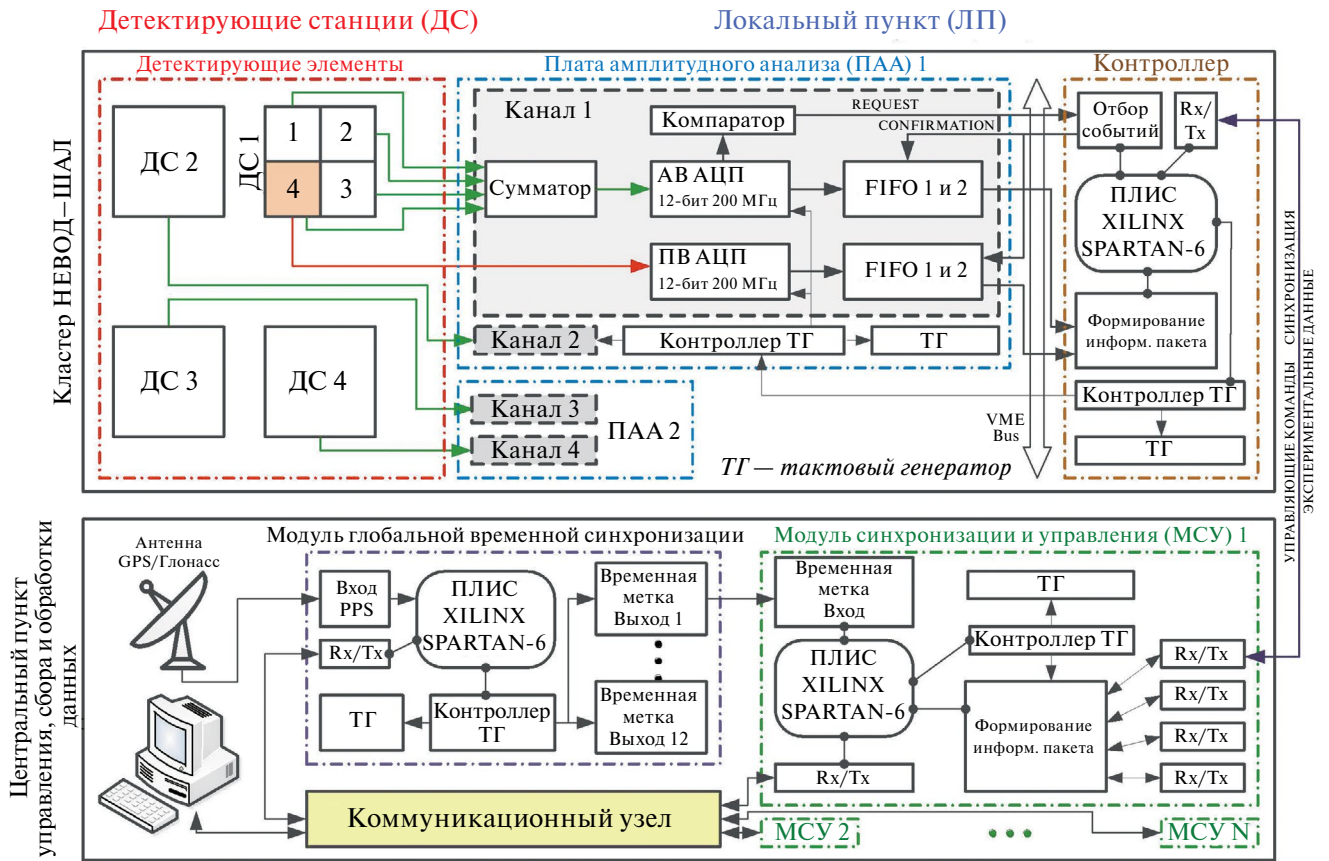 Детектирующие станции (ДС)
Локальный пункт (ЛП)
Кластер НЕВОД–ШАЛ
Детектирующие элементы
ДС 2
ДС 1
1
2
4
3
ДС 3
ДС 4
Плата амплитудного анализа (ПАА) 1
Канал 1
Сумматор
Компаратор
АВ АЦП
12-бит 200 МГц
FIFO 1 и 2
ПВ АЦП
12-бит 200 МГц
FIFO 1 и 2
REQUEST
CONFIRMATION
Канал 2
Контроллер ТГ
ТГ
Канал 3
Канал 4
ПАА 2
ТГ — тактовый генератор
VME
Bus
Контроллер
Отбор
событий
Rx/
Tx
ПЛИС
XILINX
SPARTAN-6
Формирование
информ. пакета
Контроллер ТГ
ТГ
УПРАВЛЯЮЩИЕ КОМАНДЫ СИНХРОНИЗАЦИЯ
ЭКСПЕРИМЕНТАЛЬНЫЕ ДАННЫЕ
Центральный пункт
управления, сбора и обработки
данных
Антенна
GPS/Глонасс
Модуль глобальной временной синхронизации
Вход
PPS
Rx/Tx
ПЛИС
XILINX
SPARTAN-6
ТГ
Контроллер
ТГ
Временная
метка
Выход 1
Временная
метка
Выход 12
Коммуникационный узел
Модуль синхронизации и управления (МСУ) 1
Временная
метка
Вход
ПЛИС
XILINX
SPARTAN-6
Rx/Tx
ТГ
Контроллер ТГ
Формирование
информ. пакета
Rx/Tx
Rx/Tx
Rx/Tx
Rx/Tx
МСУ 2
МСУ N